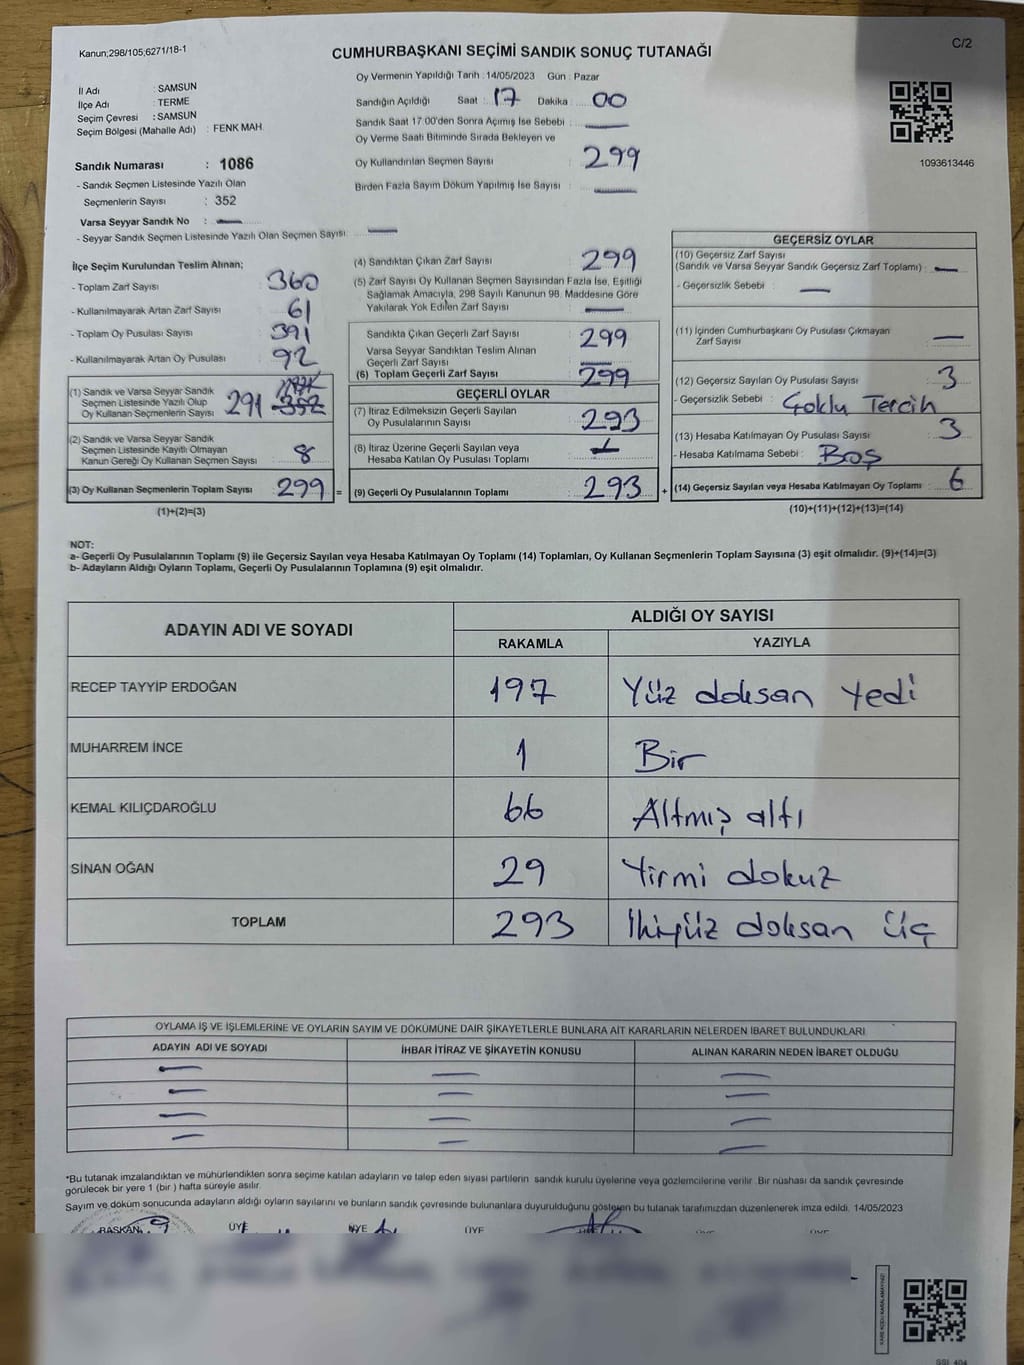 Kanun;298/105;6271/18-1
C/2
CUMHURBAŞKANI SEÇİMİ SANDIK SONUÇ TUTANAĞI
Oy Vermenin Yapıldığı Tarih :14/05/2023 Gün : Pazar
İl Adı : SAMSUN
İlçe Adı : TERME
Seçim Çevresi : SAMSUN
Seçim Bölgesi (Mahalle Adı) : FENK MAH.
Sandığın Açıldığı Saat : 17 Dakika 00
Sandık Saat 17:00'den Sonra Açımış İse Sebebi : —
Oy Verme Saati Bitiminde Sırada Bekleyen ve
Oy Kullandırılan Seçmen Sayısı : 299
Birden Fazla Sayım Döküm Yapılmış İse Sayısı : —
1093613446
Sandık Numarası : 1086
- Sandık Seçmen Listesinde Yazılı Olan
Seçmenlerin Sayısı : 352
Varsa Seyyar Sandık No : —
- Seyyar Sandık Seçmen Listesinde Yazılı Olan Seçmen Sayısı: —
İlçe Seçim Kurulundan Teslim Alınan;
- Toplam Zarf Sayısı 360
- Kullanılmayarak Artan Zarf Sayısı 61
- Toplam Oy Pusulası Sayısı 391
- Kullanılmayarak Artan Oy Pusulası 92
(1) Sandık ve Varsa Seyyar Sandık
Seçmen Listesinde Yazılı Olup
Oy Kullanan Seçmenlerin Sayısı 291 352
(2) Sandık ve Varsa Seyyar Sandık
Seçmen Listesinde Kayıtlı Olmayan
Kanun Gereği Oy Kullanan Seçmen Sayısı 8
(3) Oy Kullanan Seçmenlerin Toplam Sayısı 299 =
(1)+(2)=(3)
(4) Sandıktan Çıkan Zarf Sayısı 299
(5) Zarf Sayısı Oy Kullanan Seçmen Sayısından Fazla İse, Eşitliği
Sağlamak Amacıyla, 298 Sayılı Kanunun 98. Maddesine Göre
Yakılarak Yok Edilen Zarf Sayısı —
Sandıkta Çıkan Geçerli Zarf Sayısı 299
Varsa Seyyar Sandıktan Teslim Alınan
Geçerli Zarf Sayısı —
(6) Toplam Geçerli Zarf Sayısı 299
GEÇERLİ OYLAR
(7) İtiraz Edilmeksizin Geçerli Sayılan
Oy Pusulalarının Sayısı 293
(8) İtiraz Üzerine Geçerli Sayılan veya
Hesaba Katılan Oy Pusulası Toplamı
(9) Geçerli Oy Pusulalarının Toplamı 293 +
GEÇERSİZ OYLAR
(10) Geçersiz Zarf Sayısı
(Sandık ve Varsa Seyyar Sandık Geçersiz Zarf Toplamı) : —
- Geçersizlik Sebebi : —
(11) İçinden Cumhurbaşkanı Oy Pusulası Çıkmayan
Zarf Sayısı —
(12) Geçersiz Sayılan Oy Pusulası Sayısı 3
- Geçersizlik Sebebi : Çoklu Tercih
(13) Hesaba Katılmayan Oy Pusulası Sayısı 3
- Hesaba Katılmama Sebebi : Boş
(14) Geçersiz Sayılan veya Hesaba Katılmayan Oy Toplamı 6
(10)+(11)+(12)+(13)=(14)
NOT:
a- Geçerli Oy Pusulalarının Toplamı (9) ile Geçersiz Sayılan veya Hesaba Katılmayan Oy Toplamı (14) Toplamları, Oy Kullanan Seçmenlerin Toplam Sayısına (3) eşit olmalıdır. (9)+(14)=(3)
b- Adayların Aldığı Oyların Toplamı, Geçerli Oy Pusulalarının Toplamına (9) eşit olmalıdır.
ADAYIN ADI VE SOYADI
ALDIĞI OY SAYISI
RAKAMLA YAZIYLA
RECEP TAYYİP ERDOĞAN 197 Yüz doksan yedi
MUHARREM İNCE 1 Bir
KEMAL KILIÇDAROĞLU 66 Altmış altı
SİNAN OĞAN 29 Yirmi dokuz
TOPLAM 293 İkiyüz doksan üç
OYLAMA İŞ VE İŞLEMLERİNE VE OYLARIN SAYIM VE DÖKÜMÜNE DAİR ŞİKAYETLERLE BUNLARA AİT KARARLARIN NELERDEN İBARET BULUNDUKLARI
ADAYIN ADI VE SOYADI İHBAR İTİRAZ VE ŞİKAYETİN KONUSU ALINAN KARARIN NEDEN İBARET OLDUĞU
— — —
— — —
— — —
— — —
*Bu tutanak imzalandıktan ve mühürlendikten sonra seçime katılan adayların ve talep eden siyasi partilerin sandık kurulu üyelerine veya gözlemcilerine verilir. Bir nüshası da sandık çevresinde
görülecek bir yere 1 (bir ) hafta süreyle asılır.
Sayım ve döküm sonucunda adayların aldığı oyların sayılarını ve bunların sandık çevresinde bulunanlara duyurulduğunu gösteren bu tutanak tarafımızdan düzenlenerek imza edildi. 14/05/2023
BAŞKAN ÜYE ÜYE ÜYE